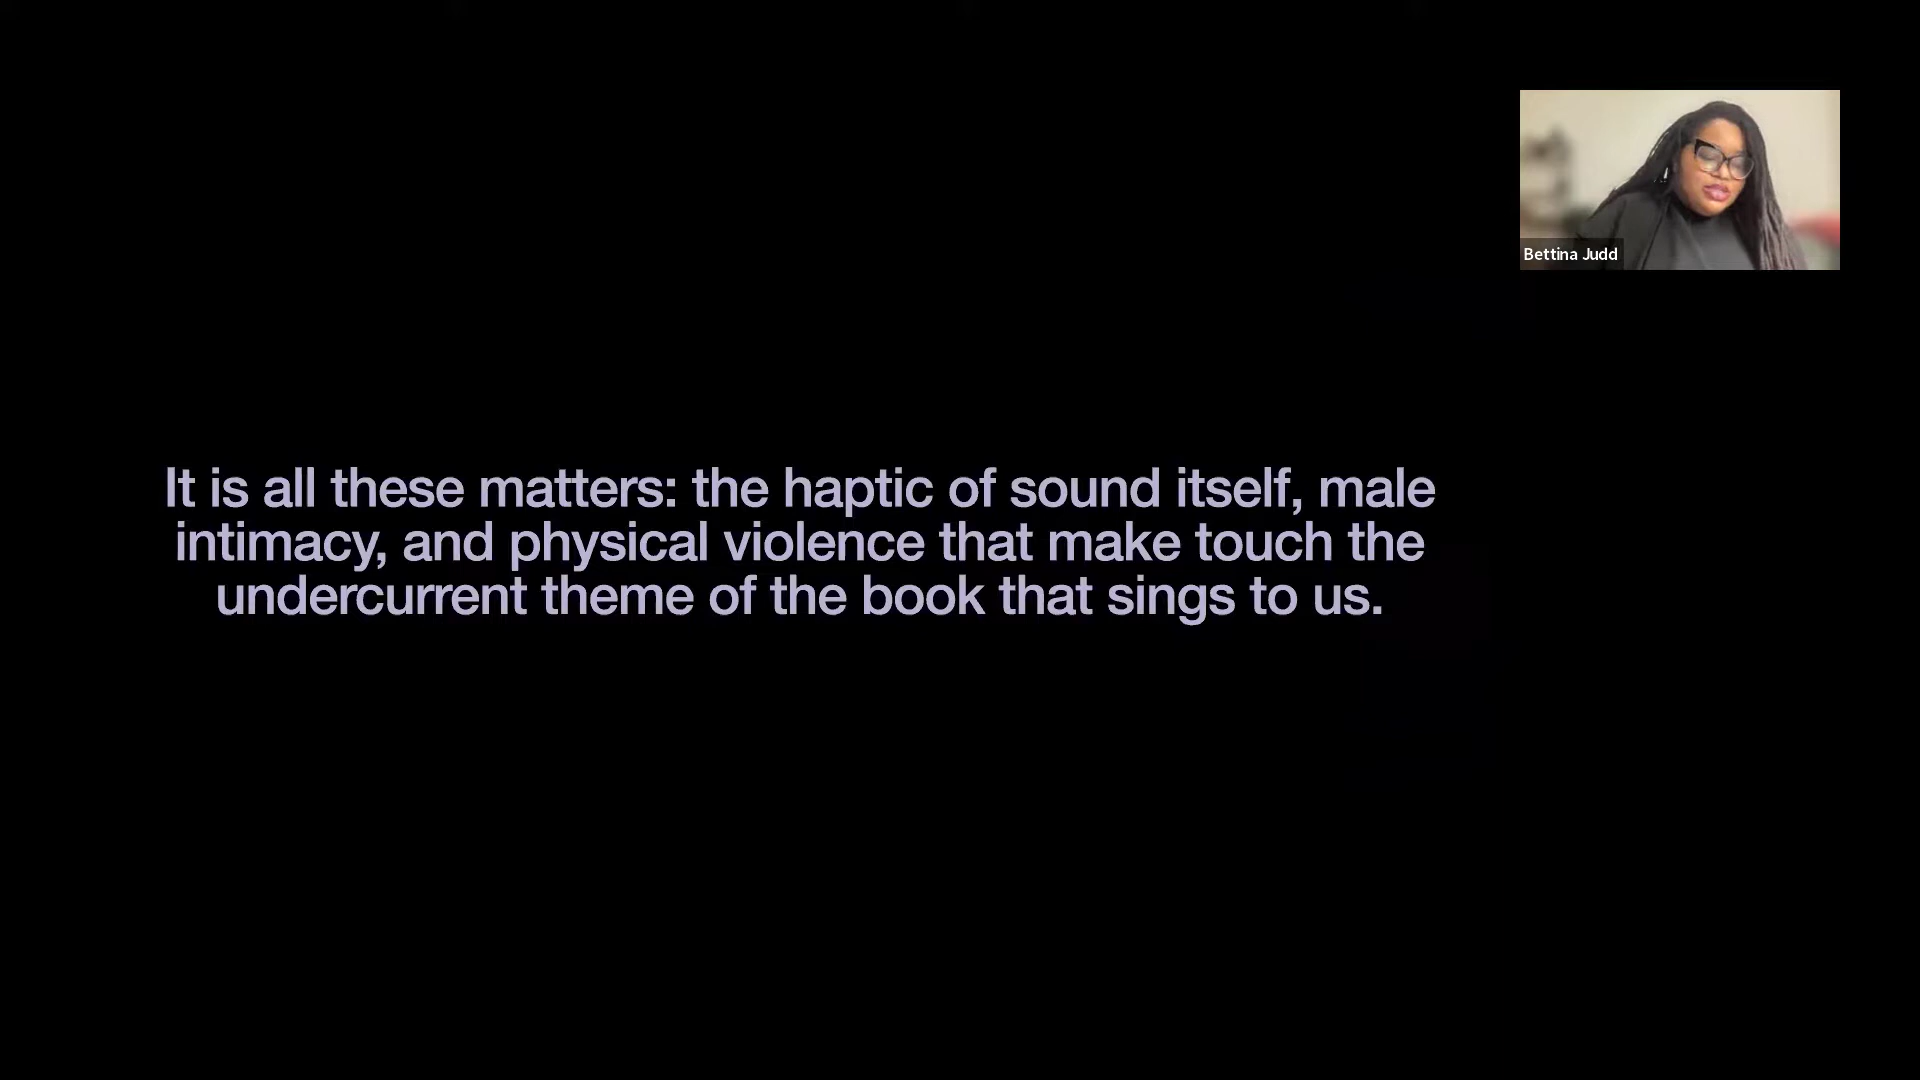 Bettina Judd
It is all these matters: the haptic of sound itself, male
intimacy, and physical violence that make touch the
undercurrent theme of the book that sings to us.